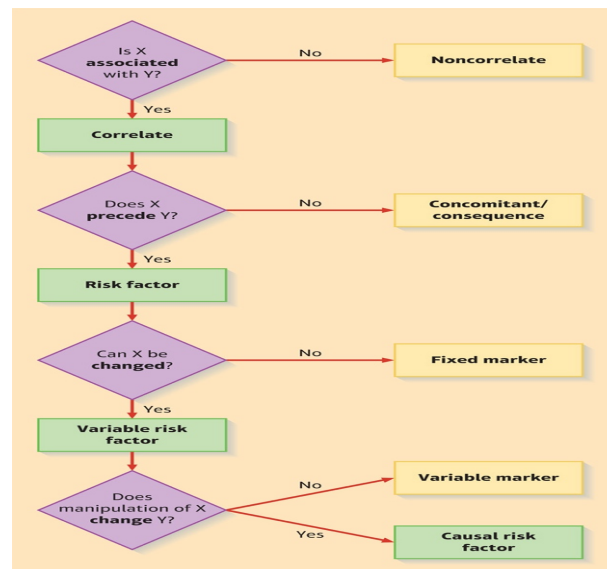 Is X
associated
with Y?
No
Noncorrelate
Yes
Correlate
Does X
precede Y?
No
Concomitant/
consequence
Yes
Risk factor
Can X be
changed?
No
Fixed marker
Yes
Variable risk
factor
Does
manipulation of X
change Y?
No
Variable marker
Yes
Causal risk
factor